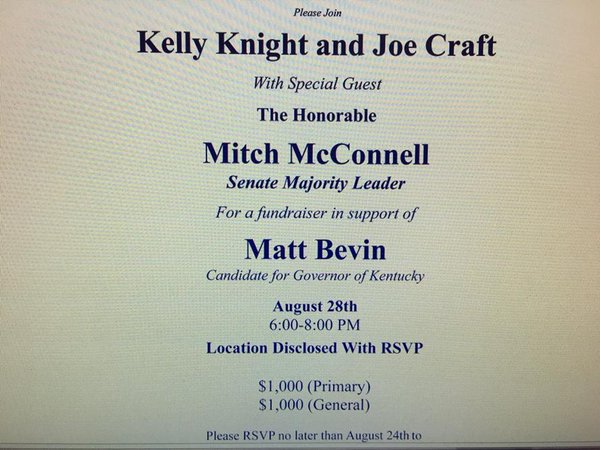 Please Join
Kelly Knight and Joe Craft
With Special Guest
The Honorable
Mitch McConnell
Senate Majority Leader
For a fundraiser in support of
Matt Bevin
Candidate for Governor of Kentucky
August 28th
6:00-8:00 PM
Location Disclosed With RSVP
$1,000 (Primary)
$1,000 (General)
Please RSVP no later than August 24th to